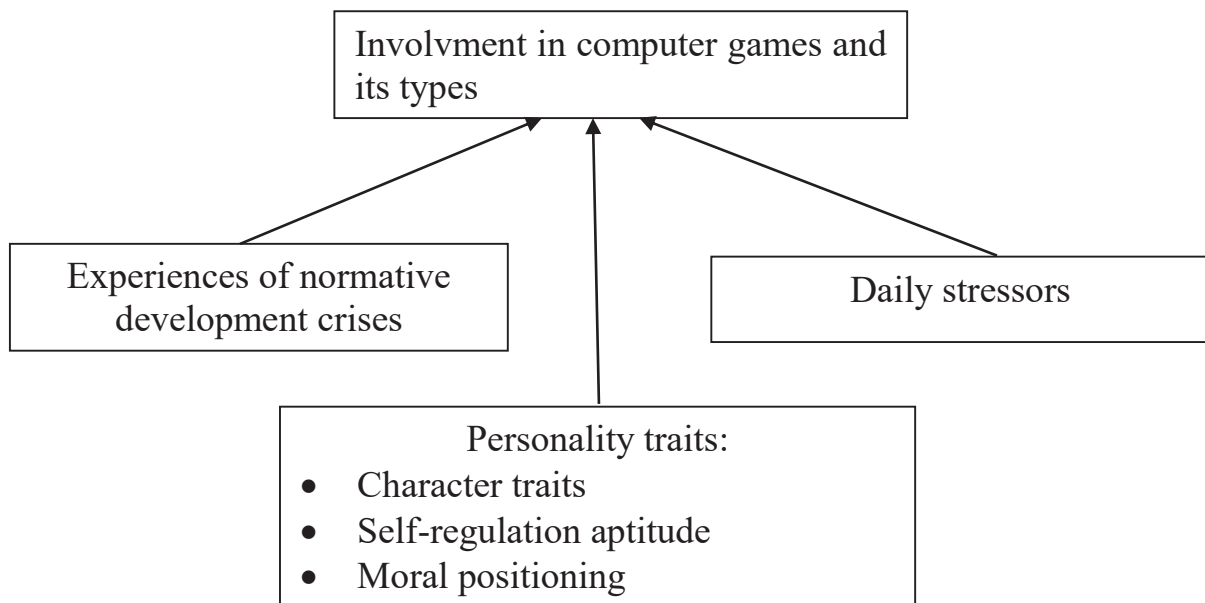 Involvment in computer games and
its types
Experiences of normative
development crises
Daily stressors
Personality traits:
• Character traits
• Self-regulation aptitude
• Moral positioning